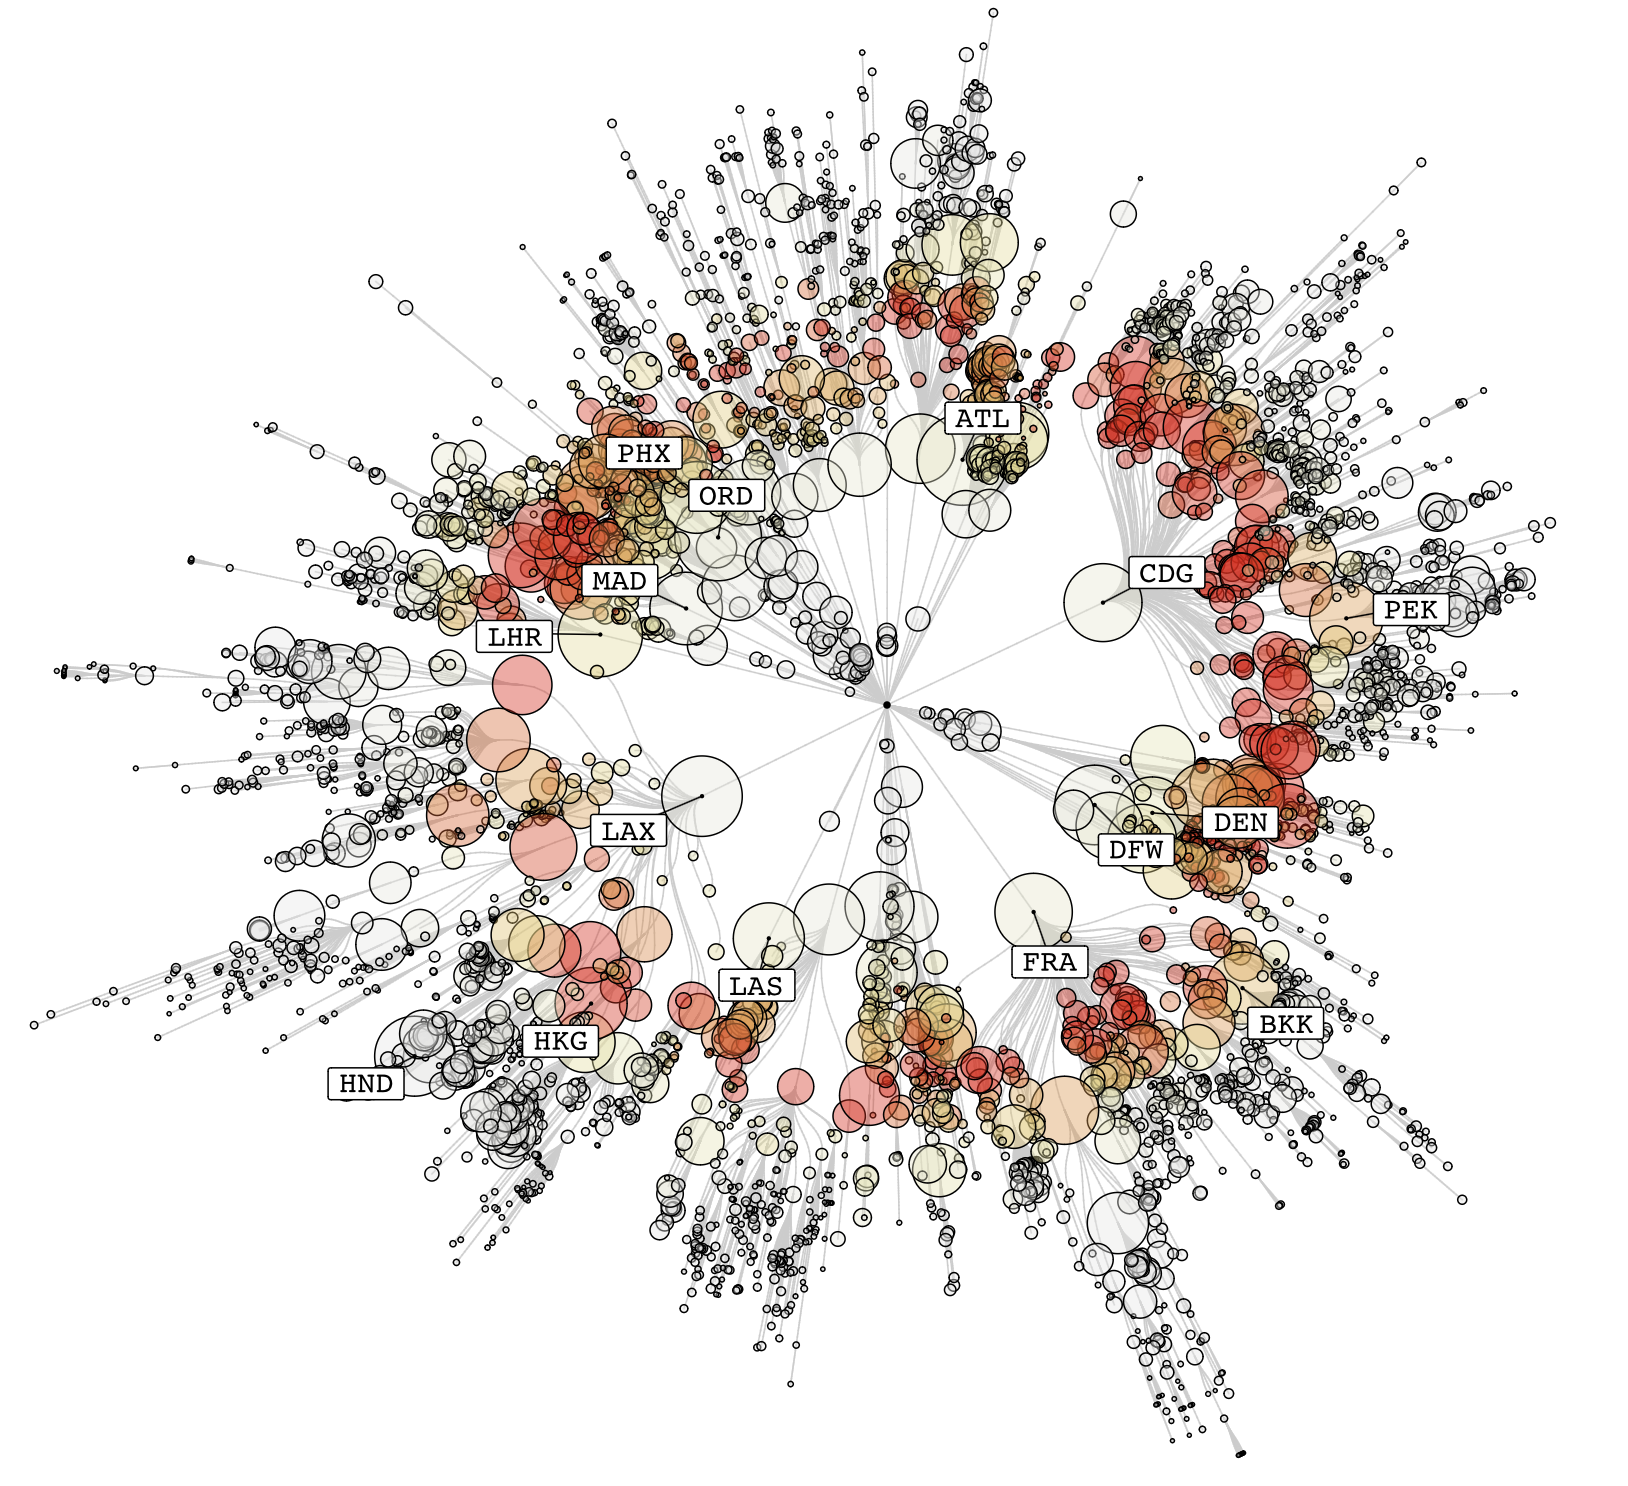 ATL
PHX
ORD
CDG
MAD
PEK
LHR
DEN
LAX
DFW
FRA
LAS
BKK
HKG
HND